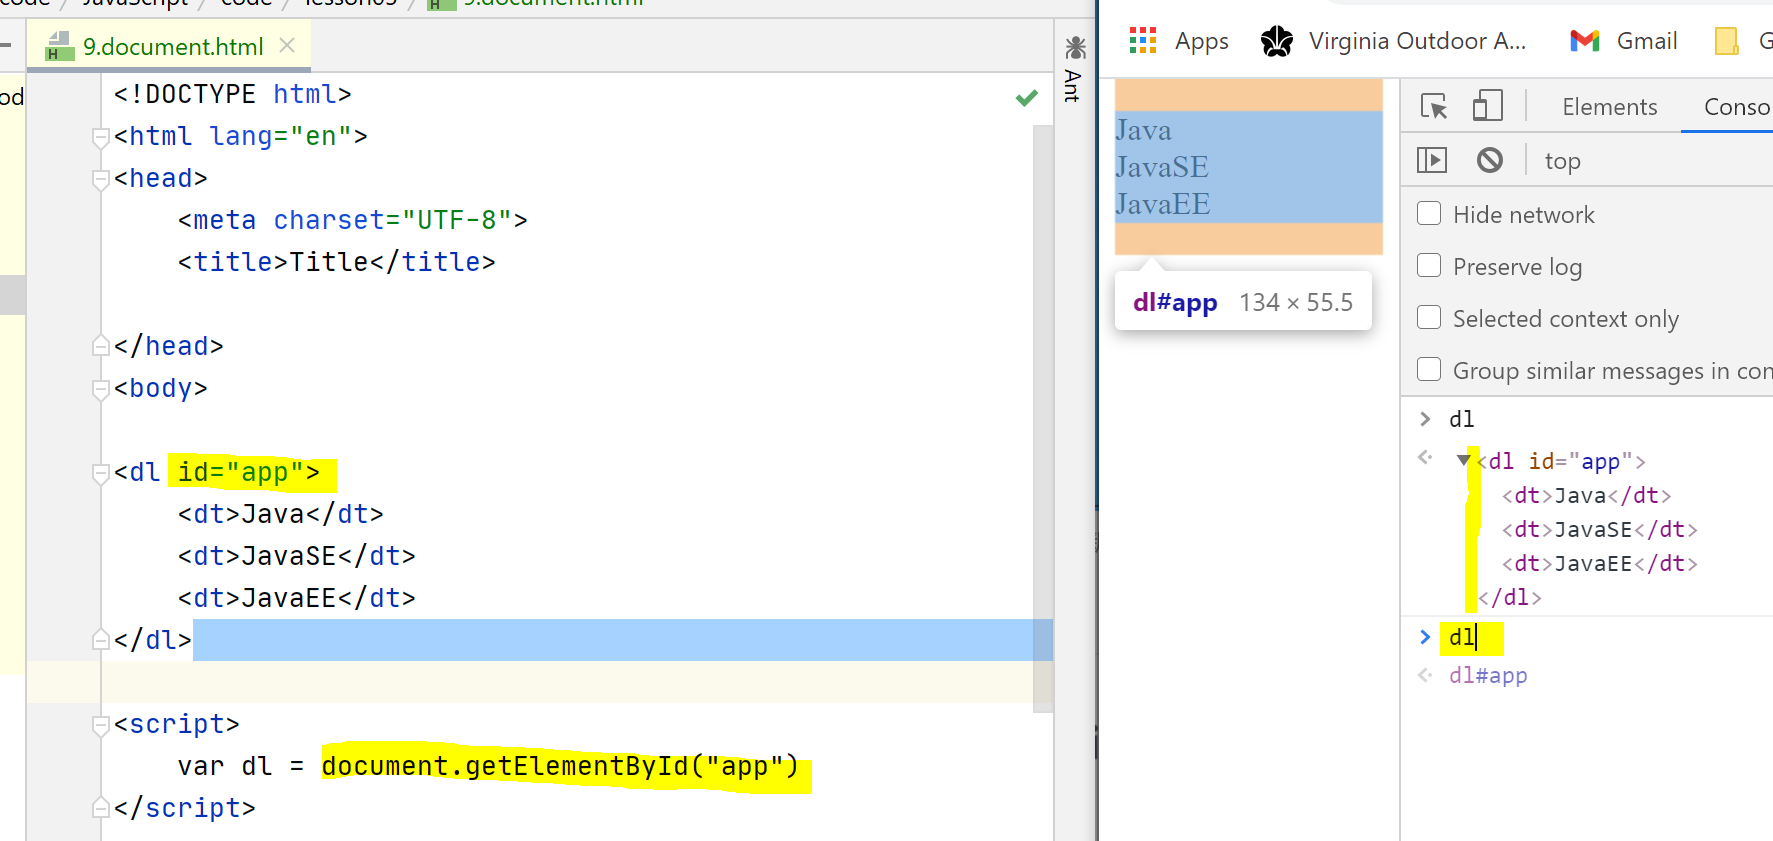 code / JavaScript / code / lesson05 / 9.document.html
9.document.html
od
<!DOCTYPE html>
<html lang="en">
<head>
<meta charset="UTF-8">
<title>Title</title>
</head>
<body>
<dl id="app">
<dt>Java</dt>
<dt>JavaSE</dt>
<dt>JavaEE</dt>
</dl>
<script>
var dl = document.getElementById("app")
</script>
Ant
Apps Virginia Outdoor A... Gmail G
Java
JavaSE
JavaEE
dl#app 134 × 55.5
Elements Conso
top
Hide network
Preserve log
Selected context only
Group similar messages in con
> dl
<dl id="app">
<dt>Java</dt>
<dt>JavaSE</dt>
<dt>JavaEE</dt>
</dl>
> dl
dl#app